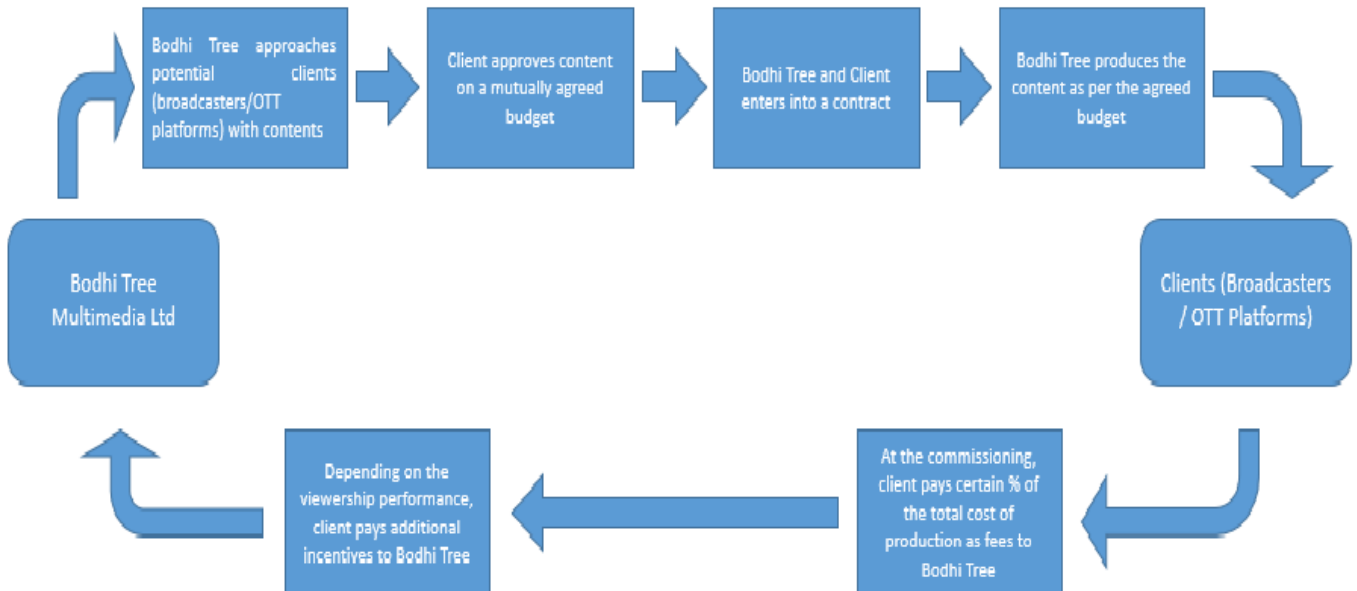 Bodhi Tree approaches
potential clients
(broadcasters/OTT
platforms) with contents
Client approves content
on a mutually agreed
budget
Bodhi Tree and Client
enters into a contract
Bodhi Tree produces the
content as per the agreed
budget
Bodhi Tree
Multimedia Ltd
Clients (Broadcasters
/ OTT Platforms)
At the commissioning,
client pays certain % of
the total cost of
production as fees to
Bodhi Tree
Depending on the
viewership performance,
client pays additional
incentives to Bodhi Tree